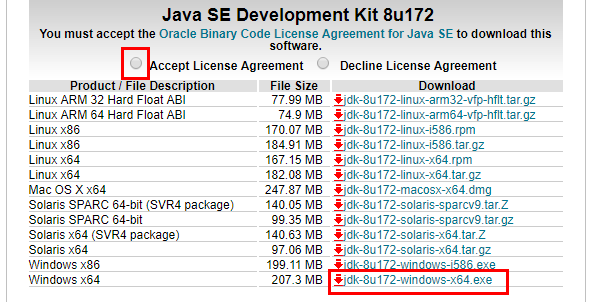 Java SE Development Kit 8u172
You must accept the Oracle Binary Code License Agreement for Java SE to download this
software.
Accept License Agreement Decline License Agreement
Product / File Description File Size Download
Linux ARM 32 Hard Float ABI 77.99 MB jdk-8u172-linux-arm32-vfp-hflt.tar.gz
Linux ARM 64 Hard Float ABI 74.9 MB jdk-8u172-linux-arm64-vfp-hflt.tar.gz
Linux x86 170.07 MB jdk-8u172-linux-i586.rpm
Linux x86 184.91 MB jdk-8u172-linux-i586.tar.gz
Linux x64 167.15 MB jdk-8u172-linux-x64.rpm
Linux x64 182.08 MB jdk-8u172-linux-x64.tar.gz
Mac OS X x64 247.87 MB jdk-8u172-macosx-x64.dmg
Solaris SPARC 64-bit (SVR4 package) 140.05 MB jdk-8u172-solaris-sparcv9.tar.Z
Solaris SPARC 64-bit 99.35 MB jdk-8u172-solaris-sparcv9.tar.gz
Solaris x64 (SVR4 package) 140.63 MB jdk-8u172-solaris-x64.tar.Z
Solaris x64 97.06 MB jdk-8u172-solaris-x64.tar.gz
Windows x86 199.11 MB jdk-8u172-windows-i586.exe
Windows x64 207.3 MB jdk-8u172-windows-x64.exe